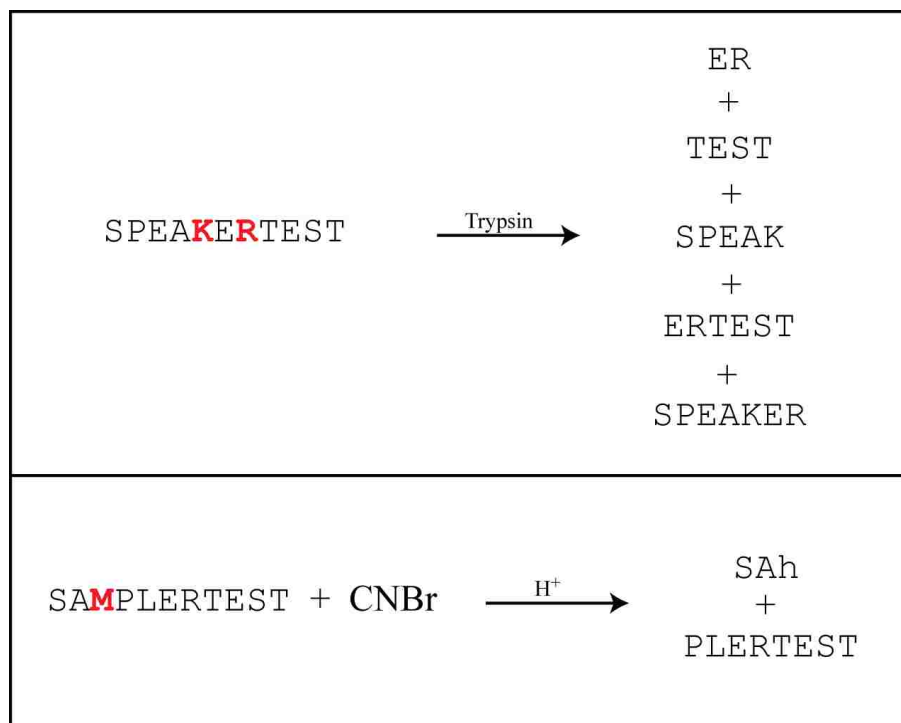 ER
+
TEST
+
SPEAKERTEST Trypsin SPEAK
+
ERTEST
+
SPEAKER
SAh
SAMPLERTEST + CNBr H+ +
PLERTEST